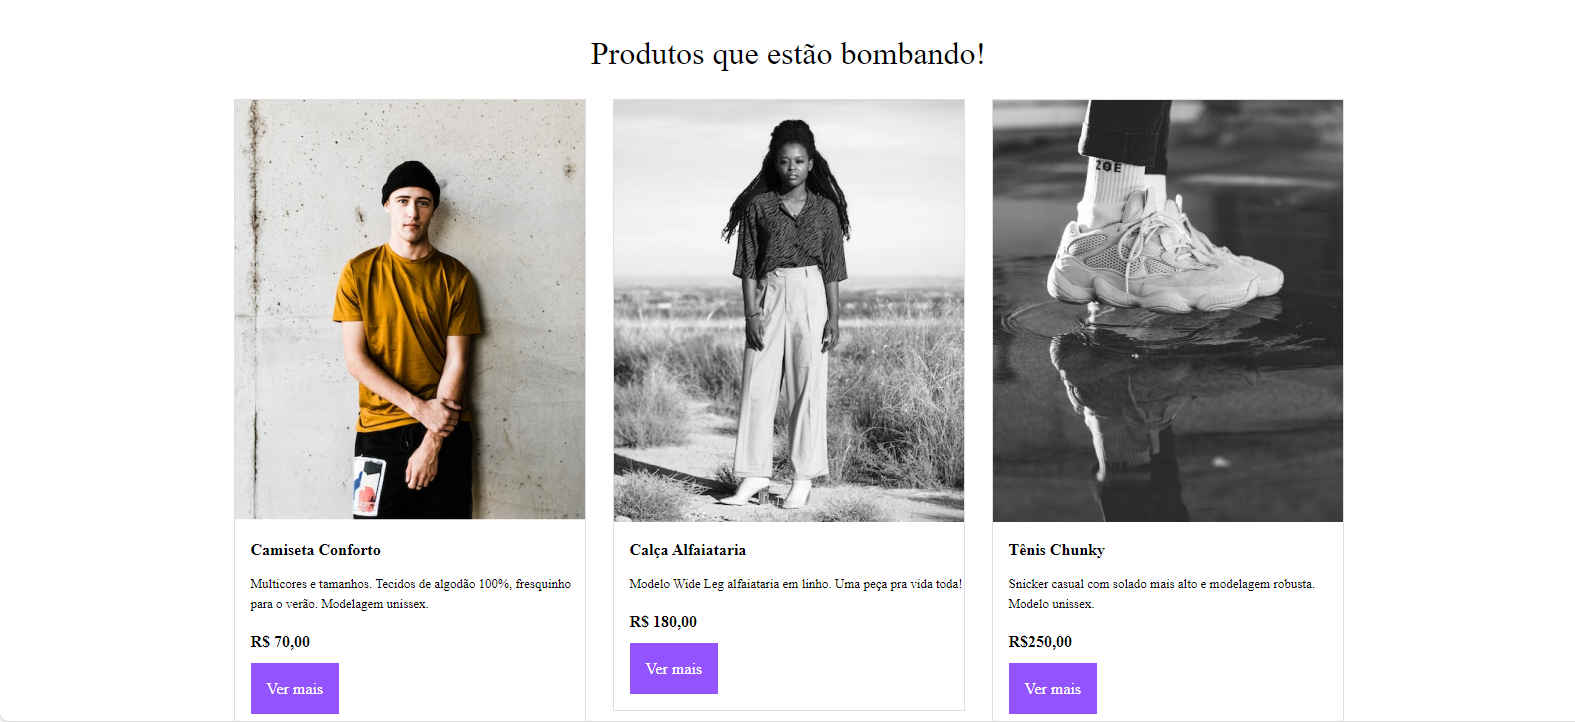 Produtos que estão bombando!
ZOE
Camiseta Conforto
Multicores e tamanhos. Tecidos de algodão 100%, fresquinho
para o verão. Modelagem unissex.
R$ 70,00
Ver mais
Calça Alfaiataria
Modelo Wide Leg alfaiataria em linho. Uma peça pra vida toda!
R$ 180,00
Ver mais
Tênis Chunky
Snicker casual com solado mais alto e modelagem robusta.
Modelo unissex.
R$250,00
Ver mais